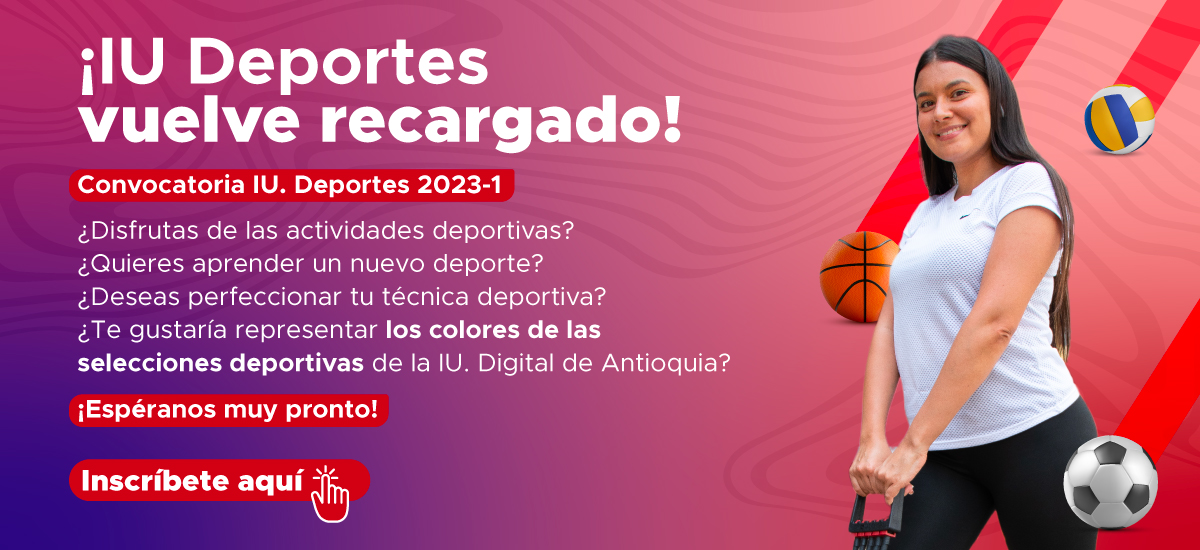 ¡IU Deportes
vuelve recargado!
Convocatoria IU. Deportes 2023-1
¿Disfrutas de las actividades deportivas?
¿Quieres aprender un nuevo deporte?
¿Deseas perfeccionar tu técnica deportiva?
¿Te gustaría representar los colores de las
selecciones deportivas de la IU. Digital de Antioquia?
¡Espéranos muy pronto!
Inscríbete aquí